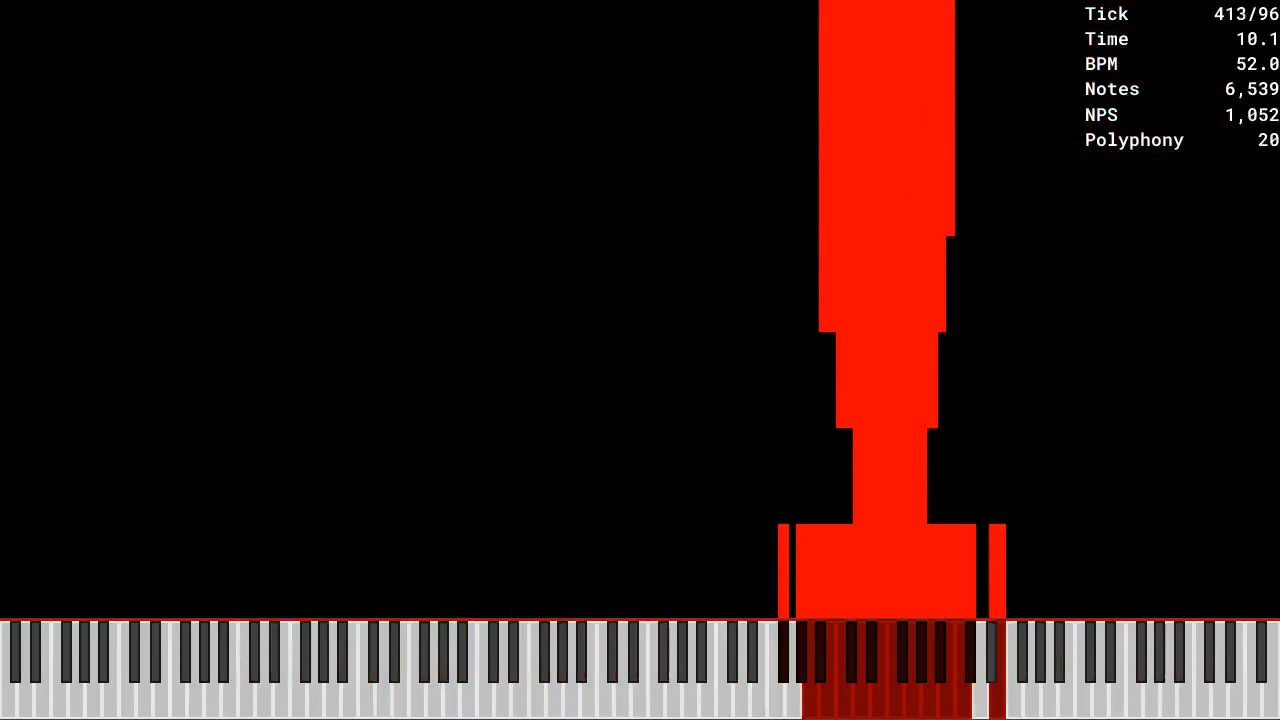 Tick 413/96
Time 10.1
BPM 52.0
Notes 6,539
NPS 1,052
Polyphony 20